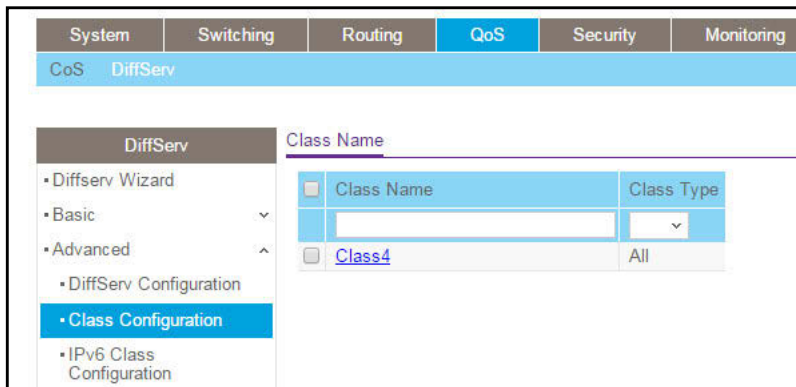 System Switching Routing QoS Security Monitoring
CoS DiffServ
DiffServ
Diffserv Wizard
Basic
Advanced
DiffServ Configuration
Class Configuration
IPv6 Class
Configuration
Class Name
Class Name Class Type
Class4 All